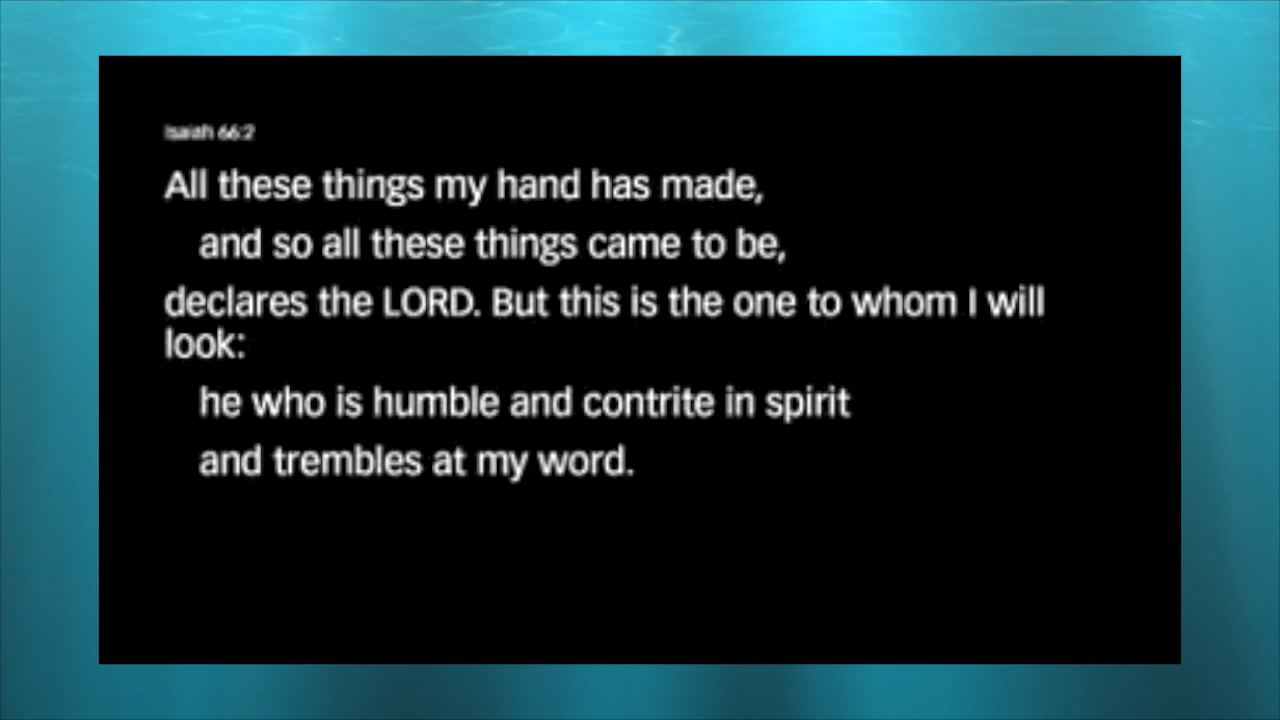 Isaiah 66:2
All these things my hand has made,
and so all these things came to be,
declares the LORD. But this is the one to whom I will
look:
he who is humble and contrite in spirit
and trembles at my word.